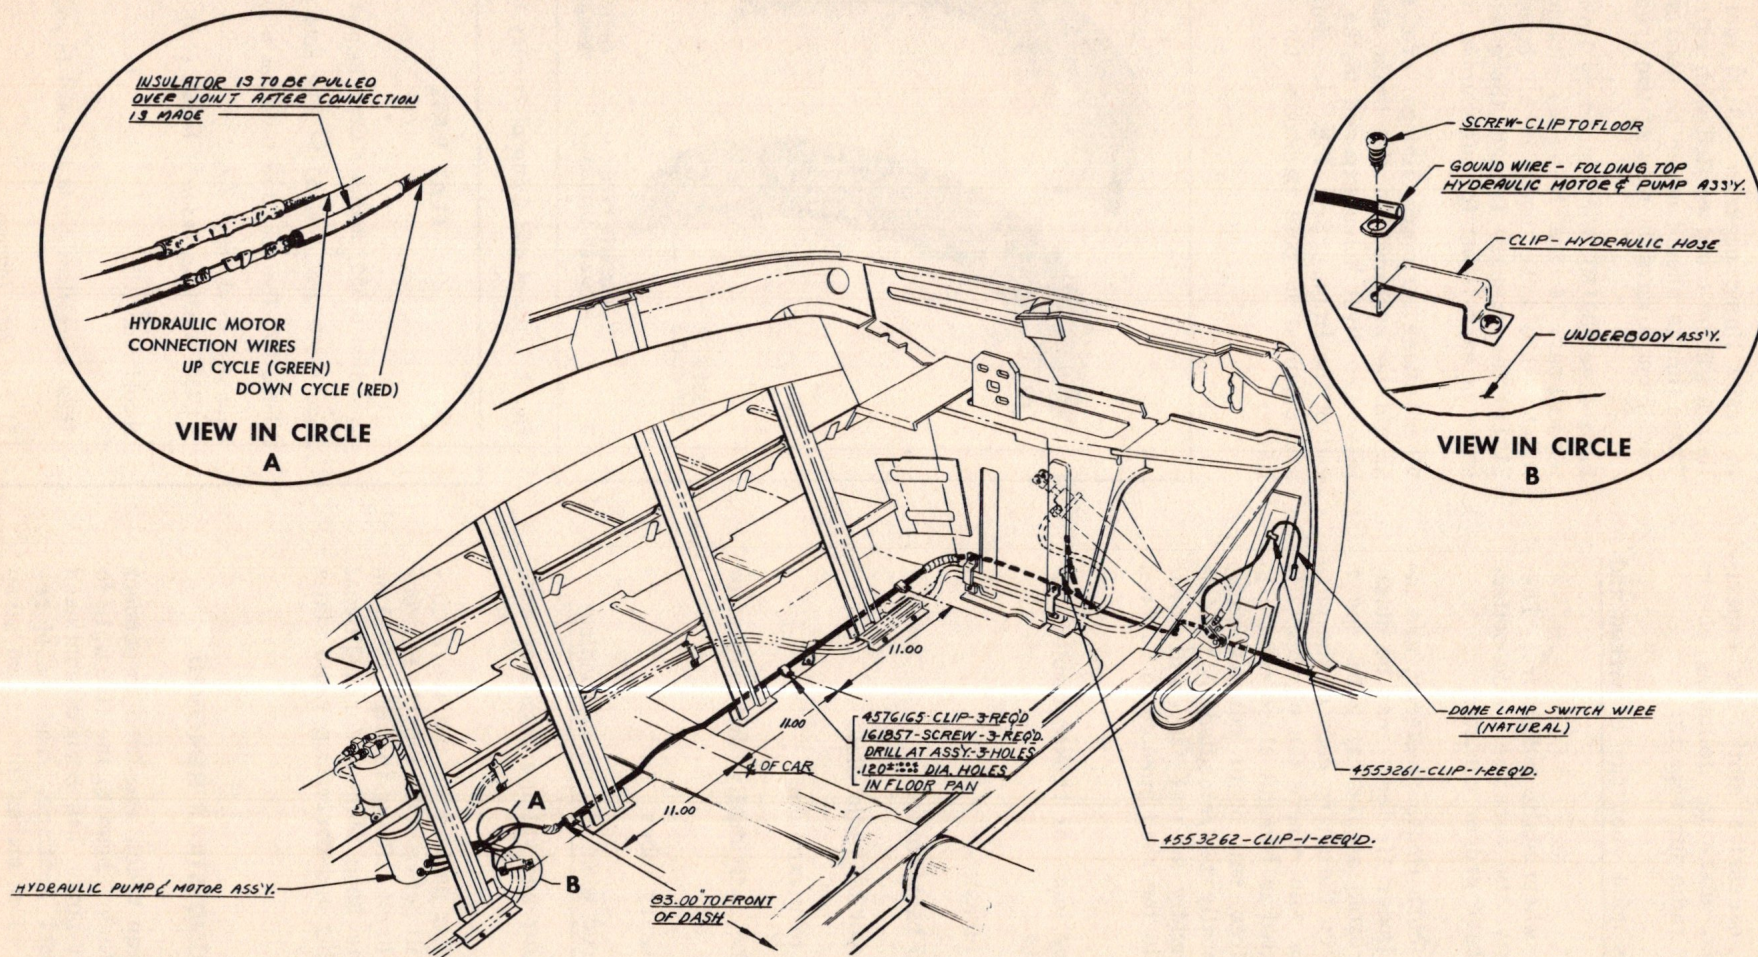 INSULATOR IS TO BE PULLED
OVER JOINT AFTER CONNECTION
IS MADE
HYDRAULIC MOTOR
CONNECTION WIRES
UP CYCLE (GREEN)
DOWN CYCLE (RED)
VIEW IN CIRCLE
A
SCREW-CLIP TO FLOOR
GOUND WIRE - FOLDING TOP
HYDRAULIC MOTOR & PUMP ASS'Y.
CLIP - HYDRAULIC HOSE
UNDERBODY ASS'Y.
VIEW IN CIRCLE
B
11.00
11.00
11.00
4576165-CLIP-3-REQ'D
161857-SCREW-3-REQ'D.
DRILL AT ASSY-3-HOLES
.120 DIA. HOLES
IN FLOOR PAN
℄ OF CAR
DOME LAMP SWITCH WIRE
(NATURAL)
4553261-CLIP-1-REQ'D.
4553262-CLIP-1-REQ'D.
A
B
HYDRAULIC PUMP & MOTOR ASS'Y.
83.00" TO FRONT
OF DASH